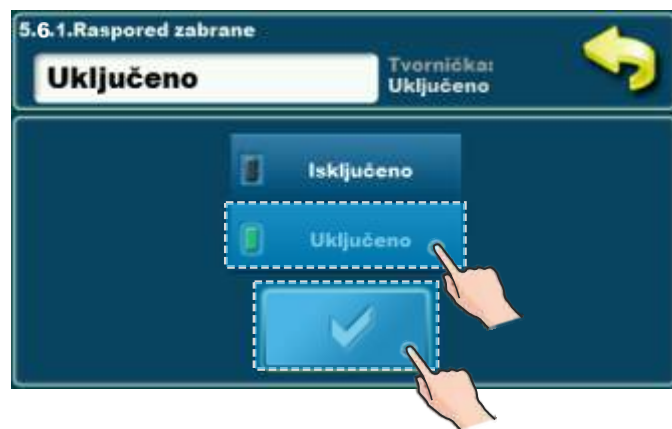 5.6.1.Raspored zabrane
Uključeno
Tvornička:
Uključeno
Isključeno
Uključeno